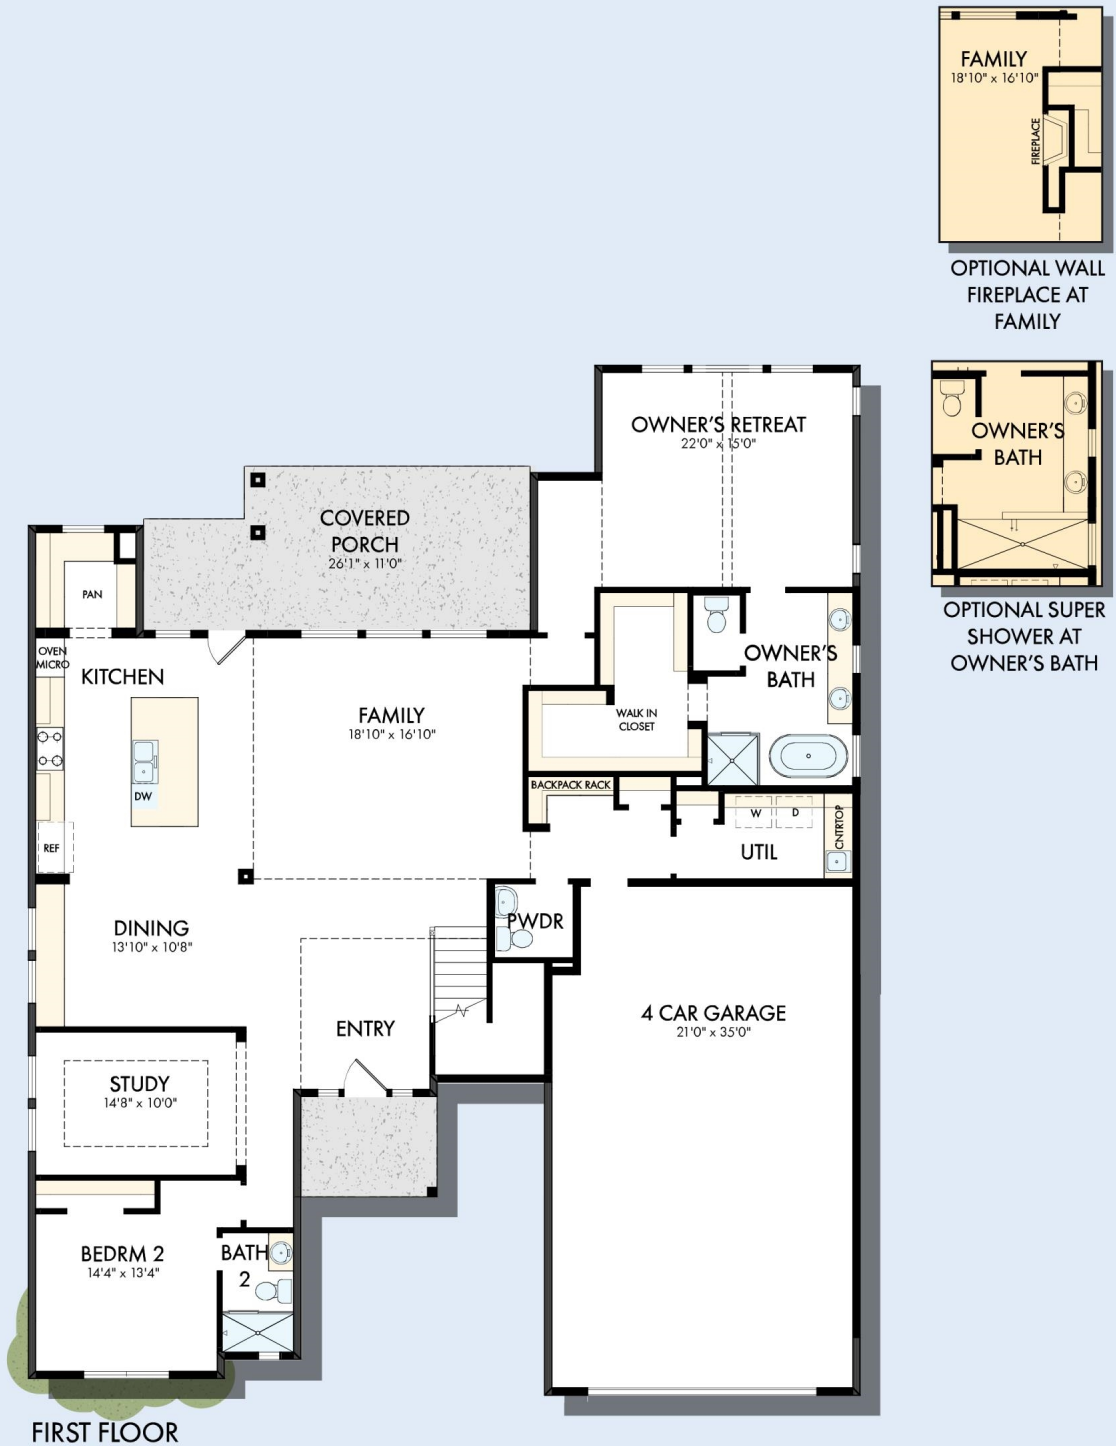 FAMILY
18'10" x 16'10"
FIREPLACE
OPTIONAL WALL
FIREPLACE AT
FAMILY
OWNER'S
BATH
OPTIONAL SUPER
SHOWER AT
OWNER'S BATH
OWNER'S RETREAT
22'0" x 15'0"
COVERED
PORCH
26'1" x 11'0"
PAN
OVEN
MICRO
KITCHEN
OWNER'S
BATH
FAMILY
18'10" x 16'10"
WALK IN
CLOSET
DW
BACKPACK RACK
W
D
CNTRTOP
REF
UTIL
DINING
13'10" x 10'8"
PWDR
4 CAR GARAGE
21'0" x 35'0"
ENTRY
STUDY
14'8" x 10'0"
BEDRM 2
14'4" x 13'4"
BATH
2
FIRST FLOOR